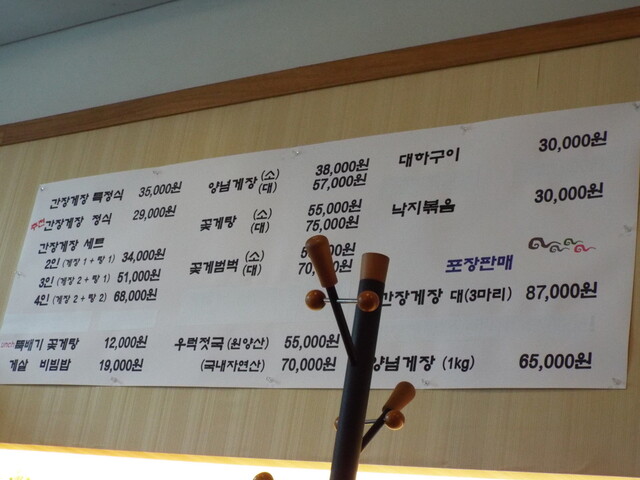 간장게장 특정식 35,000원
추천 간장게장 정식 29,000원
간장게장 세트
2인 (게장 1 + 탕 1) 34,000원
3인 (게장 2 + 탕 1) 51,000원
4인 (게장 2 + 탕 2) 68,000원
뚝배기 꽃게탕 12,000원
게살 비빔밥 19,000원
양념게장 (소) 38,000원
(대) 57,000원
꽃게탕 (소) 55,000원
(대) 75,000원
꽃게범벅 (소)
(대)
우럭젓국 (원양산) 55,000원
(국내자연산) 70,000원
대하구이 30,000원
낙지볶음 30,000원
포장판매
간장게장 대(3마리) 87,000원
양념게장 (1kg) 65,000원